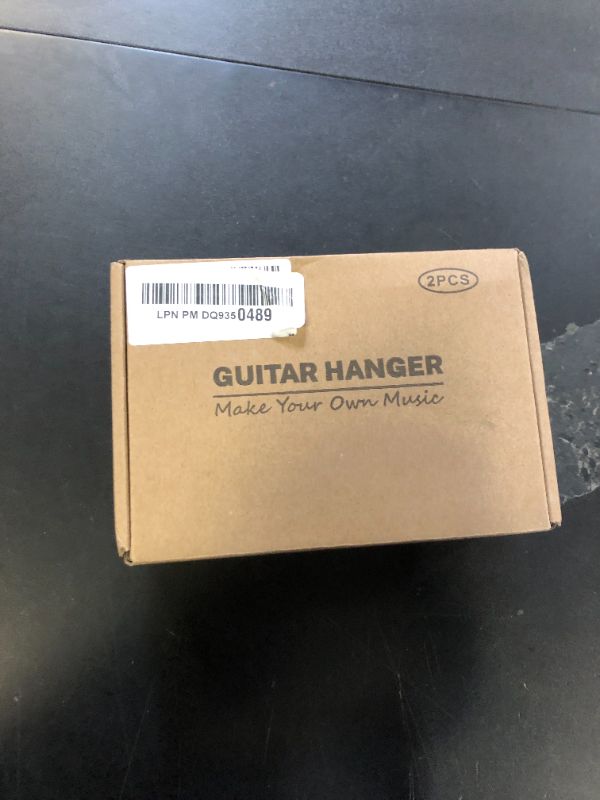 2PCS
LPN PM DQ9350489
GUITAR HANGER
Make Your Own Music